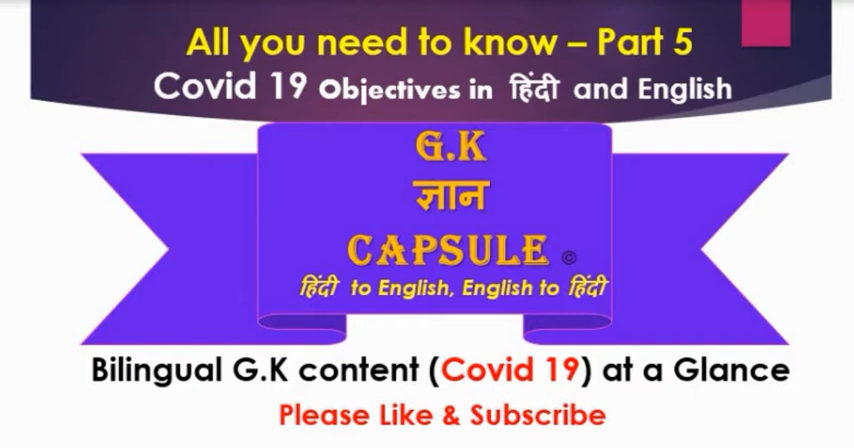 All you need to know – Part 5
Covid 19 Objectives in हिंदी and English
G.K
ज्ञान
CAPSULE ©
हिंदी to English, English to हिंदी
Bilingual G.K content (Covid 19) at a Glance
Please Like & Subscribe